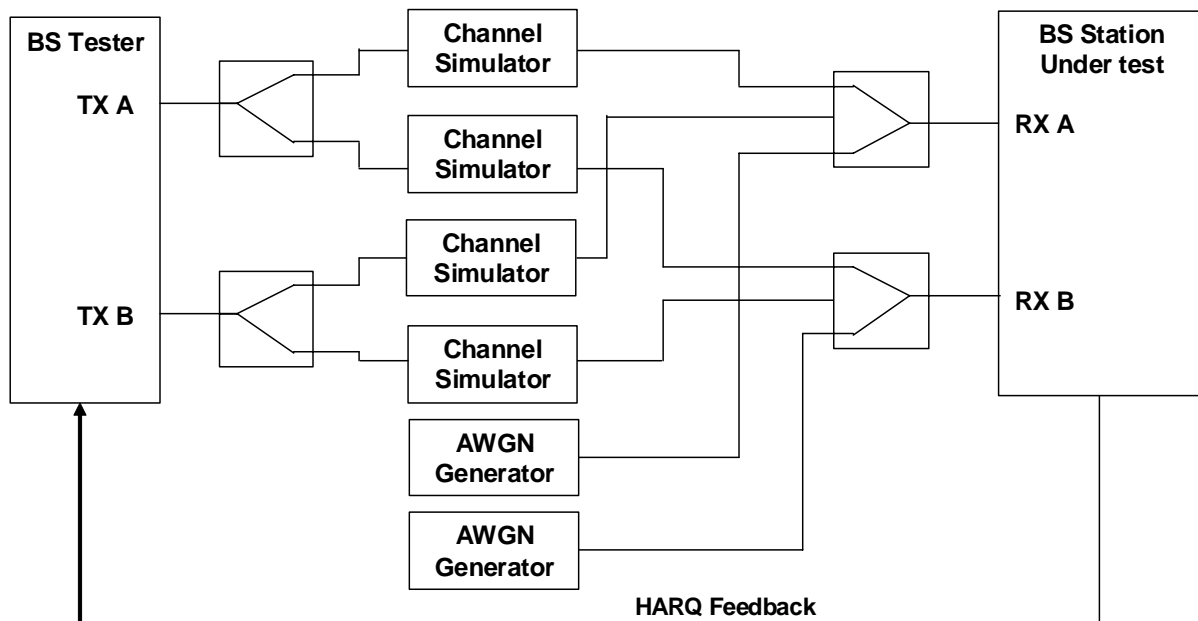 BS Tester
TX A
TX B
Channel
Simulator
Channel
Simulator
Channel
Simulator
Channel
Simulator
AWGN
Generator
AWGN
Generator
BS Station
Under test
RX A
RX B
HARQ Feedback